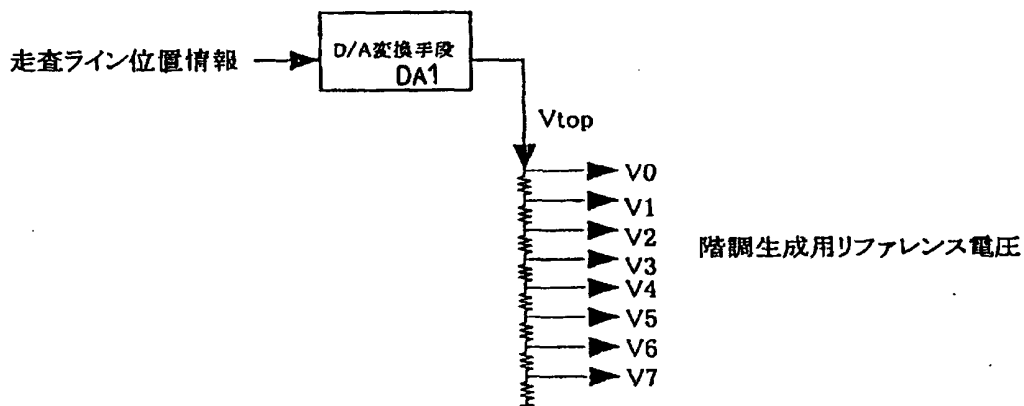 D/A変換手段
走査ライン位置情報
DA1
Vtop
V0
V1
V2
階調生成用リファレンス電圧
V3
V4
V5
V6
V7